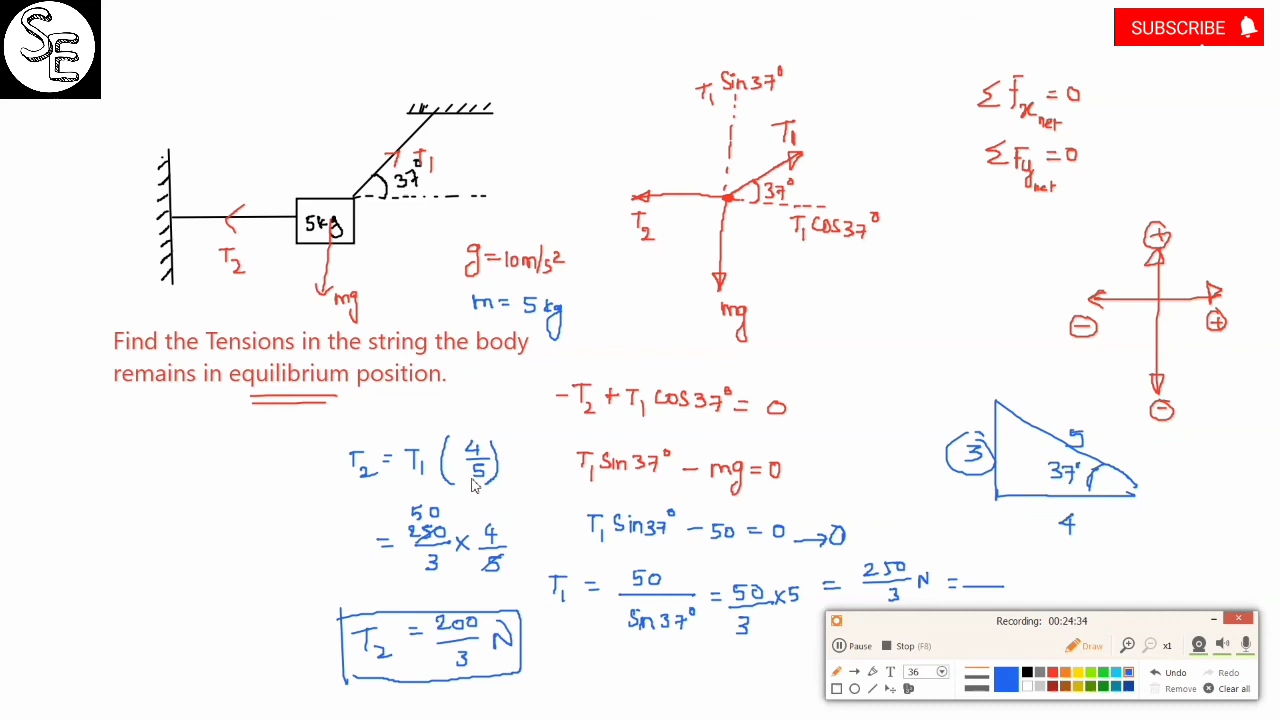 SE
SUBSCRIBE
T₁ Sin37°
ΣFx net = 0
T₁
T₁
37°
ΣFy net = 0
37°
5kg
T₂
T₁ Cos37°
T₂
g = 10m/s²
mg
m = 5kg
mg
+
−
+
−
Find the Tensions in the string the body
remains in equilibrium position.
-T₂ + T₁ Cos37° = 0
T₂ = T₁ (4/5)
T₁ Sin37° − mg = 0
3
5
37°
4
50
= 250/3 × 4/5
T₁ Sin37° − 50 = 0 →0
T₁ = 50/Sin37° = 50/3 ×5 = 250/3 N = __
T₂ = 200/3 N
Recording: 00:24:34
Pause Stop (F8) Draw x1
T 36 Undo Redo
Remove Clear all